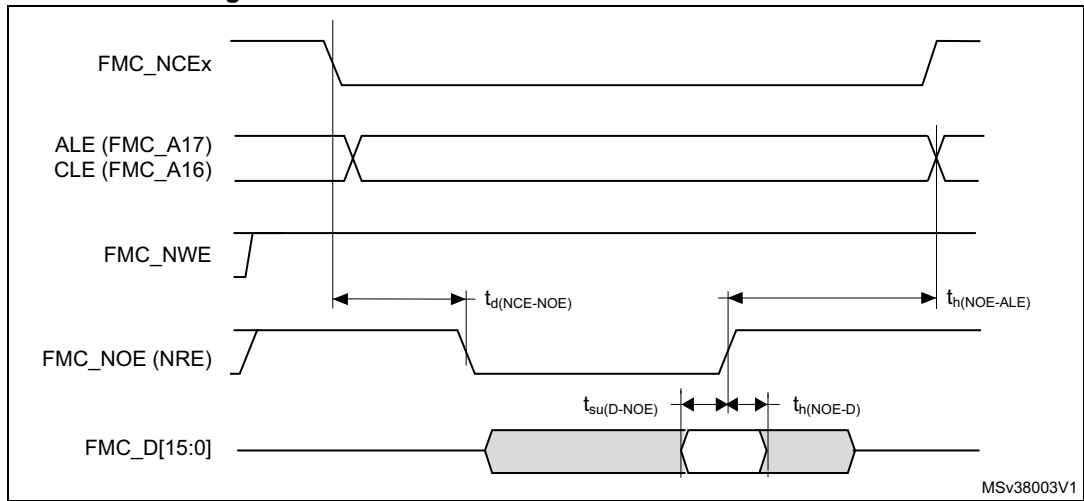 FMC_NCEx
ALE (FMC_A17)
CLE (FMC_A16)
FMC_NWE
td(NCE-NOE)
th(NOE-ALE)
FMC_NOE (NRE)
tsu(D-NOE)
th(NOE-D)
FMC_D[15:0]
MSv38003V1